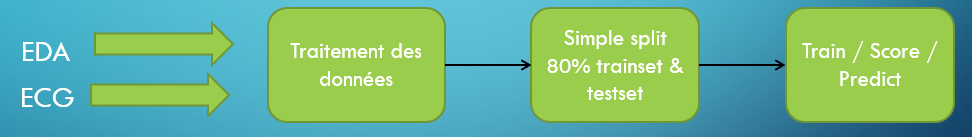 EDA
ECG
Traitement des
données
Simple split
80% trainset &
testset
Train / Score /
Predict